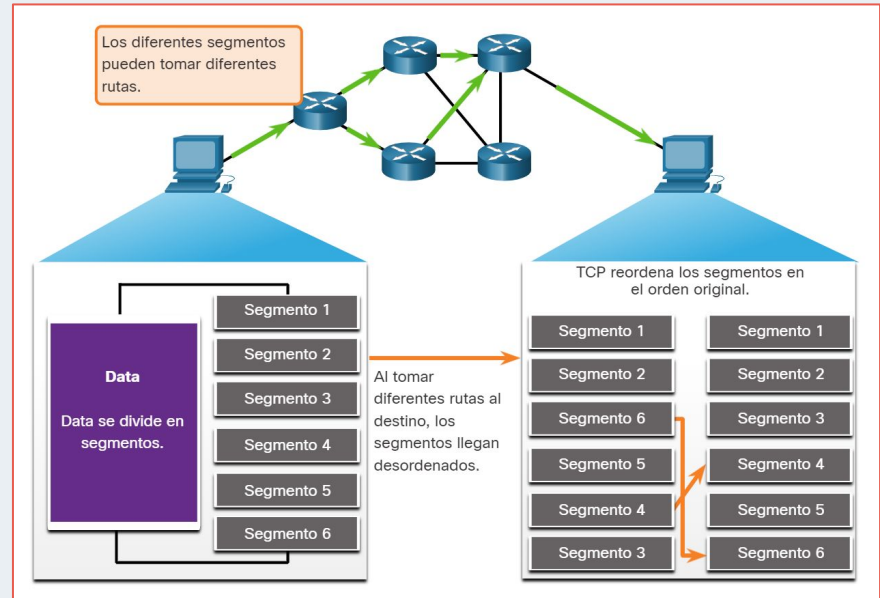 Los diferentes segmentos
pueden tomar diferentes
rutas.
Data
Data se divide en
segmentos.
Segmento 1
Segmento 2
Segmento 3
Segmento 4
Segmento 5
Segmento 6
Al tomar
diferentes rutas al
destino, los
segmentos llegan
desordenados.
TCP reordena los segmentos en
el orden original.
Segmento 1
Segmento 2
Segmento 6
Segmento 5
Segmento 4
Segmento 3
Segmento 1
Segmento 2
Segmento 3
Segmento 4
Segmento 5
Segmento 6